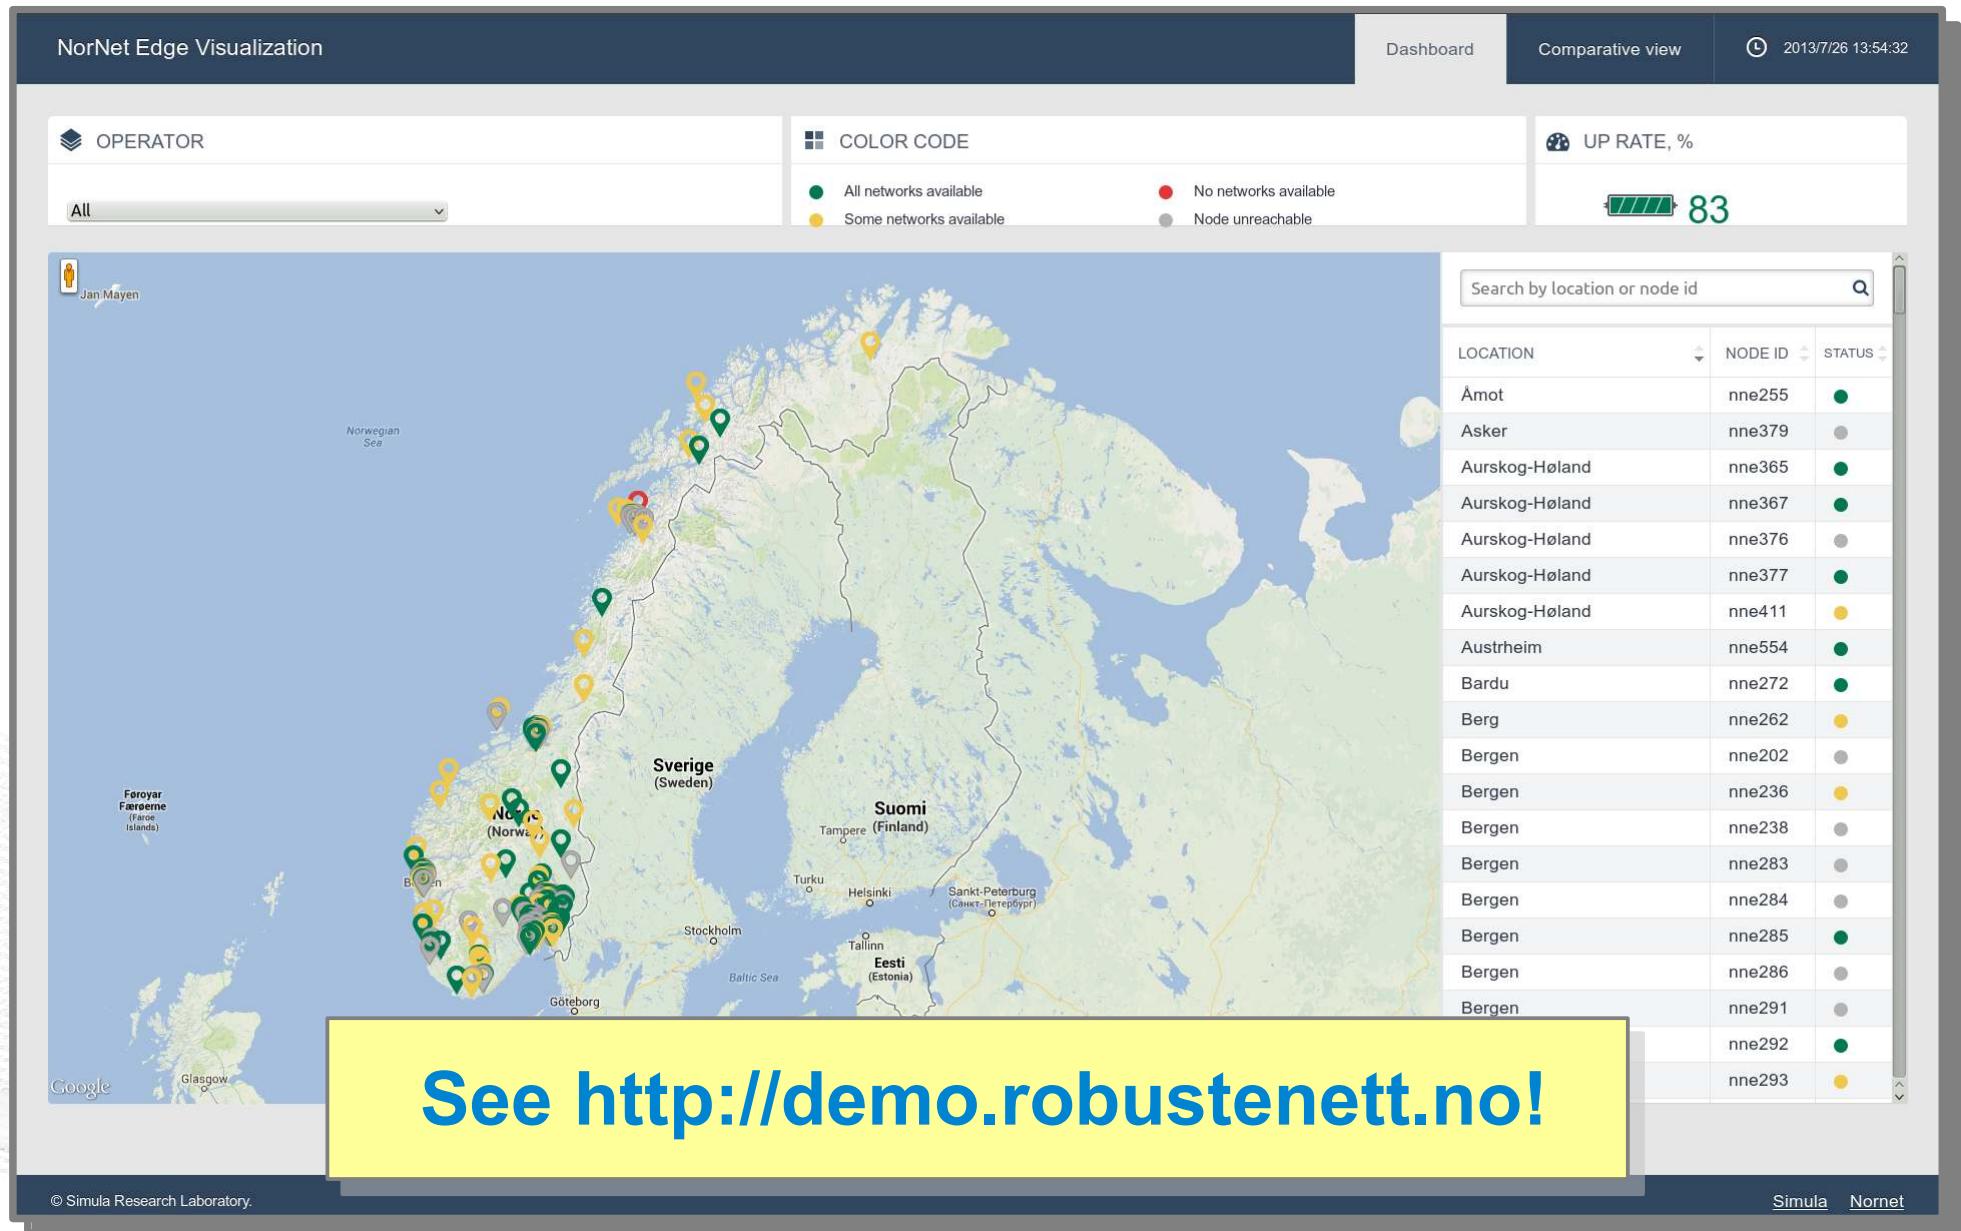 NorNet Edge Visualization
Dashboard
Comparative view
2013/7/26 13:54:32
OPERATOR
All
COLOR CODE
All networks available
Some networks available
No networks available
Node unreachable
UP RATE, %
83
Jan Mayen
Norwegian
Sea
Føroyar
Færøerne
(Faroe
Islands)
Sverige
(Sweden)
(Norway)
Suomi
(Finland)
Tampere
Turku
Helsinki
Sankt-Peterburg
(Санкт-Петербург)
Stockholm
Tallinn
Eesti
(Estonia)
Baltic Sea
Göteborg
Glasgow
Google
Search by location or node id
LOCATION NODE ID STATUS
Åmot nne255
Asker nne379
Aurskog-Høland nne365
Aurskog-Høland nne367
Aurskog-Høland nne376
Aurskog-Høland nne377
Aurskog-Høland nne411
Austrheim nne554
Bardu nne272
Berg nne262
Bergen nne202
Bergen nne236
Bergen nne238
Bergen nne283
Bergen nne284
Bergen nne285
Bergen nne286
Bergen nne291
nne292
nne293
See http://demo.robustenett.no!
© Simula Research Laboratory.
Simula Nornet